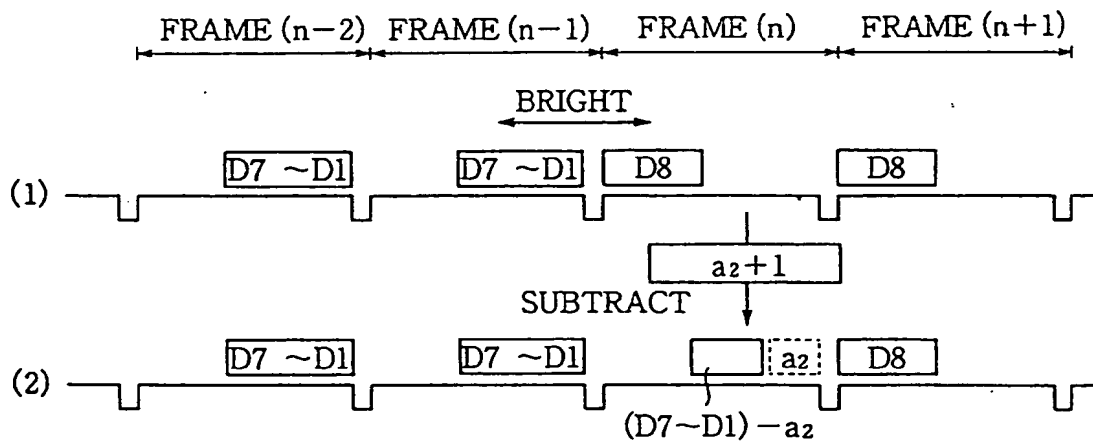 FRAME (n−2) FRAME (n−1) FRAME (n) FRAME (n+1)
BRIGHT
(1) D7 ~D1 D7 ~D1 D8 D8
a₂+1
SUBTRACT
(2) D7 ~D1 D7 ~D1 a₂ D8
(D7~D1)−a₂